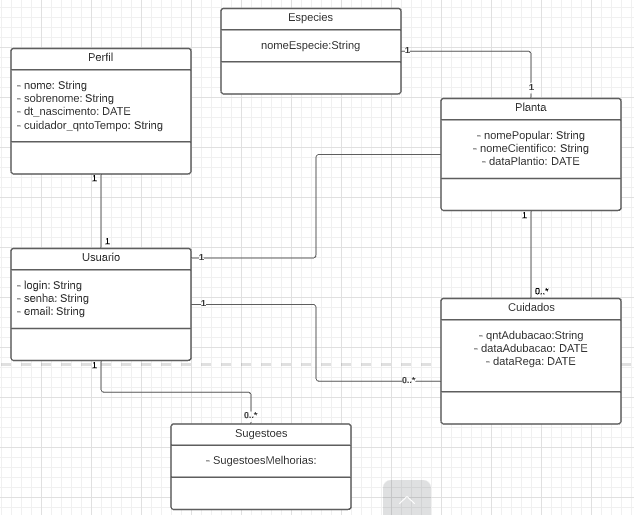 Especies
nomeEspecie:String
1
1
Perfil
- nome: String
- sobrenome: String
- dt_nascimento: DATE
- cuidador_qntoTempo: String
1
1
Planta
- nomePopular: String
- nomeCientifico: String
- dataPlantio: DATE
1
0..*
Usuario
- login: String
- senha: String
- email: String
1
1
1
0..*
Cuidados
- qntAdubacao:String
- dataAdubacao: DATE
- dataRega: DATE
0..*
Sugestoes
- SugestoesMelhorias: